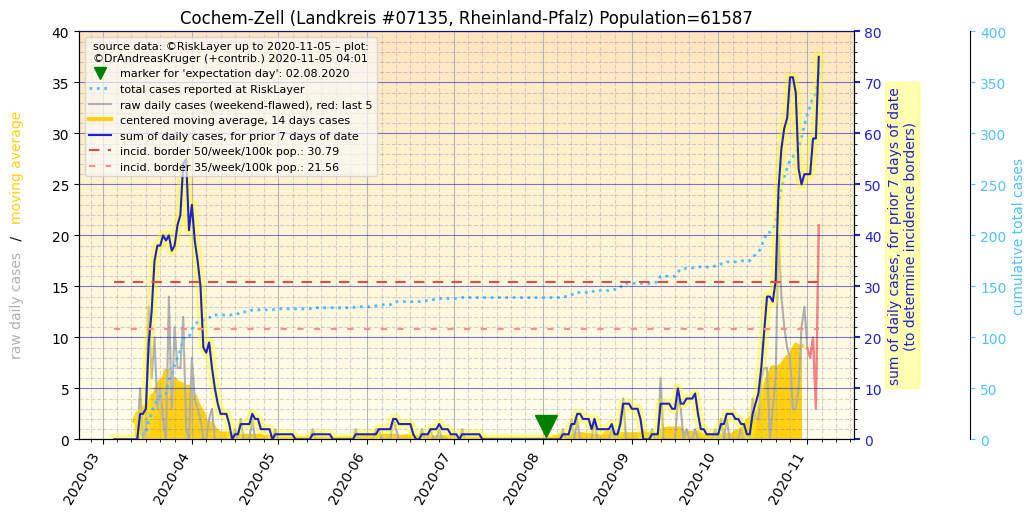 Cochem-Zell (Landkreis #07135, Rheinland-Pfalz) Population=61587
source data: ©RiskLayer up to 2020-11-05 – plot:
©DrAndreasKruger (+contrib.) 2020-11-05 04:01
marker for 'expectation day': 02.08.2020
total cases reported at RiskLayer
raw daily cases (weekend-flawed), red: last 5
centered moving average, 14 days cases
sum of daily cases, for prior 7 days of date
incid. border 50/week/100k pop.: 30.79
incid. border 35/week/100k pop.: 21.56
raw daily cases / moving average
40
35
30
25
20
15
10
5
0
80
70
60
50
40
30
20
10
0
sum of daily cases, for prior 7 days of date
(to determine incidence borders)
400
350
300
250
200
150
100
50
0
cumulative total cases
2020-03
2020-04
2020-05
2020-06
2020-07
2020-08
2020-09
2020-10
2020-11